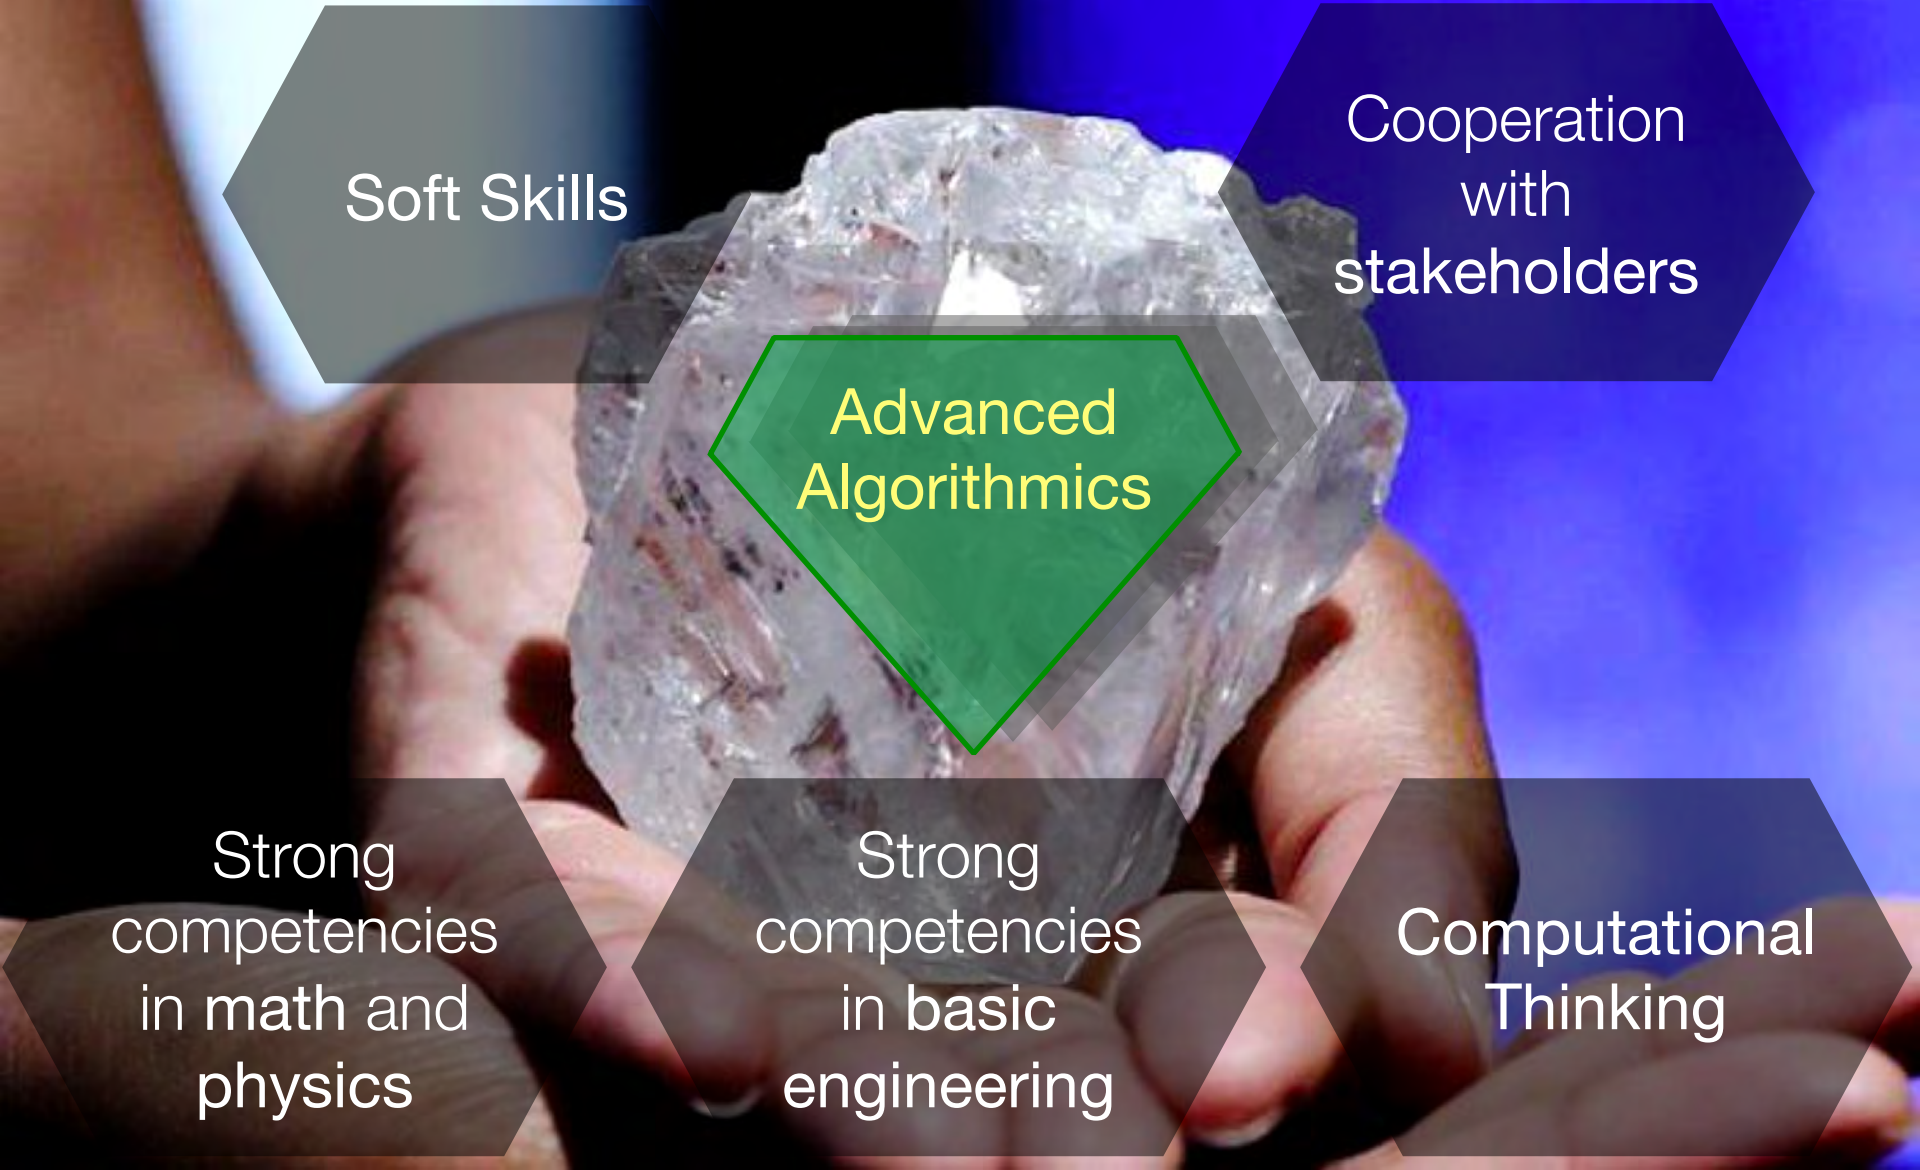 Soft Skills
Cooperation
with
stakeholders
Advanced
Algorithmics
Strong
competencies
in math and
physics
Strong
competencies
in basic
engineering
Computational
Thinking